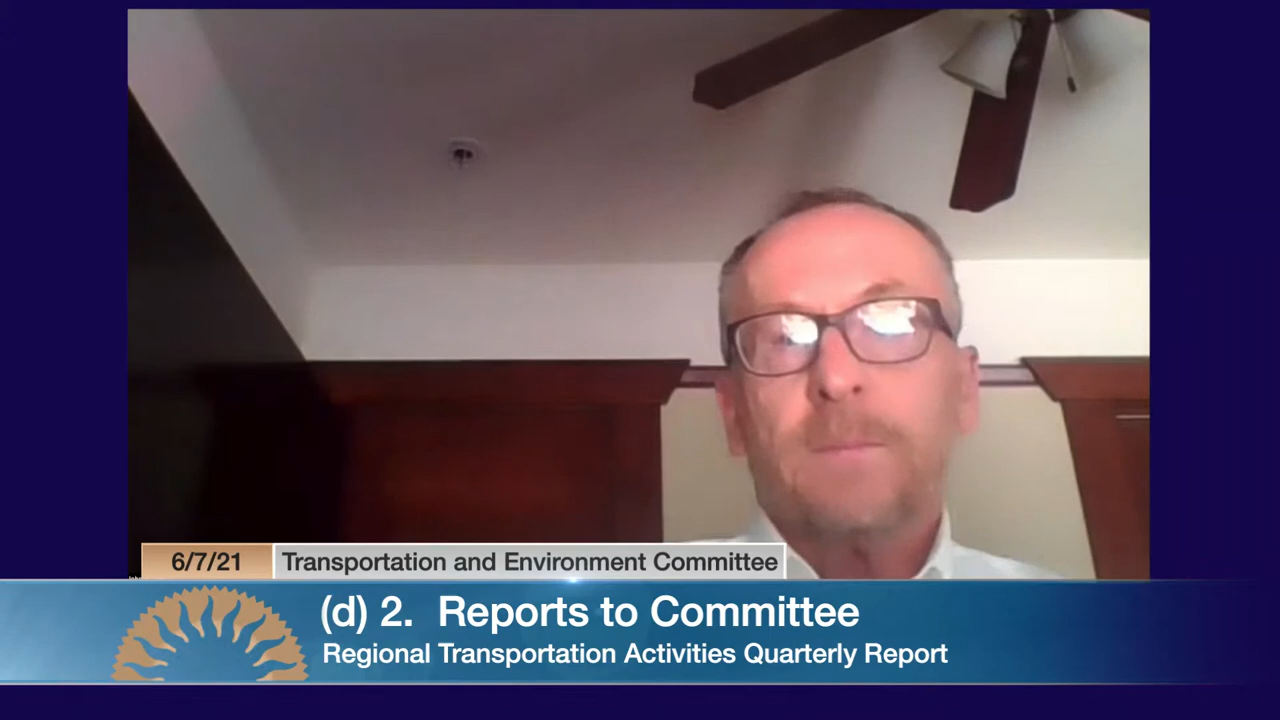 6/7/21
Transportation and Environment Committee
(d) 2. Reports to Committee
Regional Transportation Activities Quarterly Report